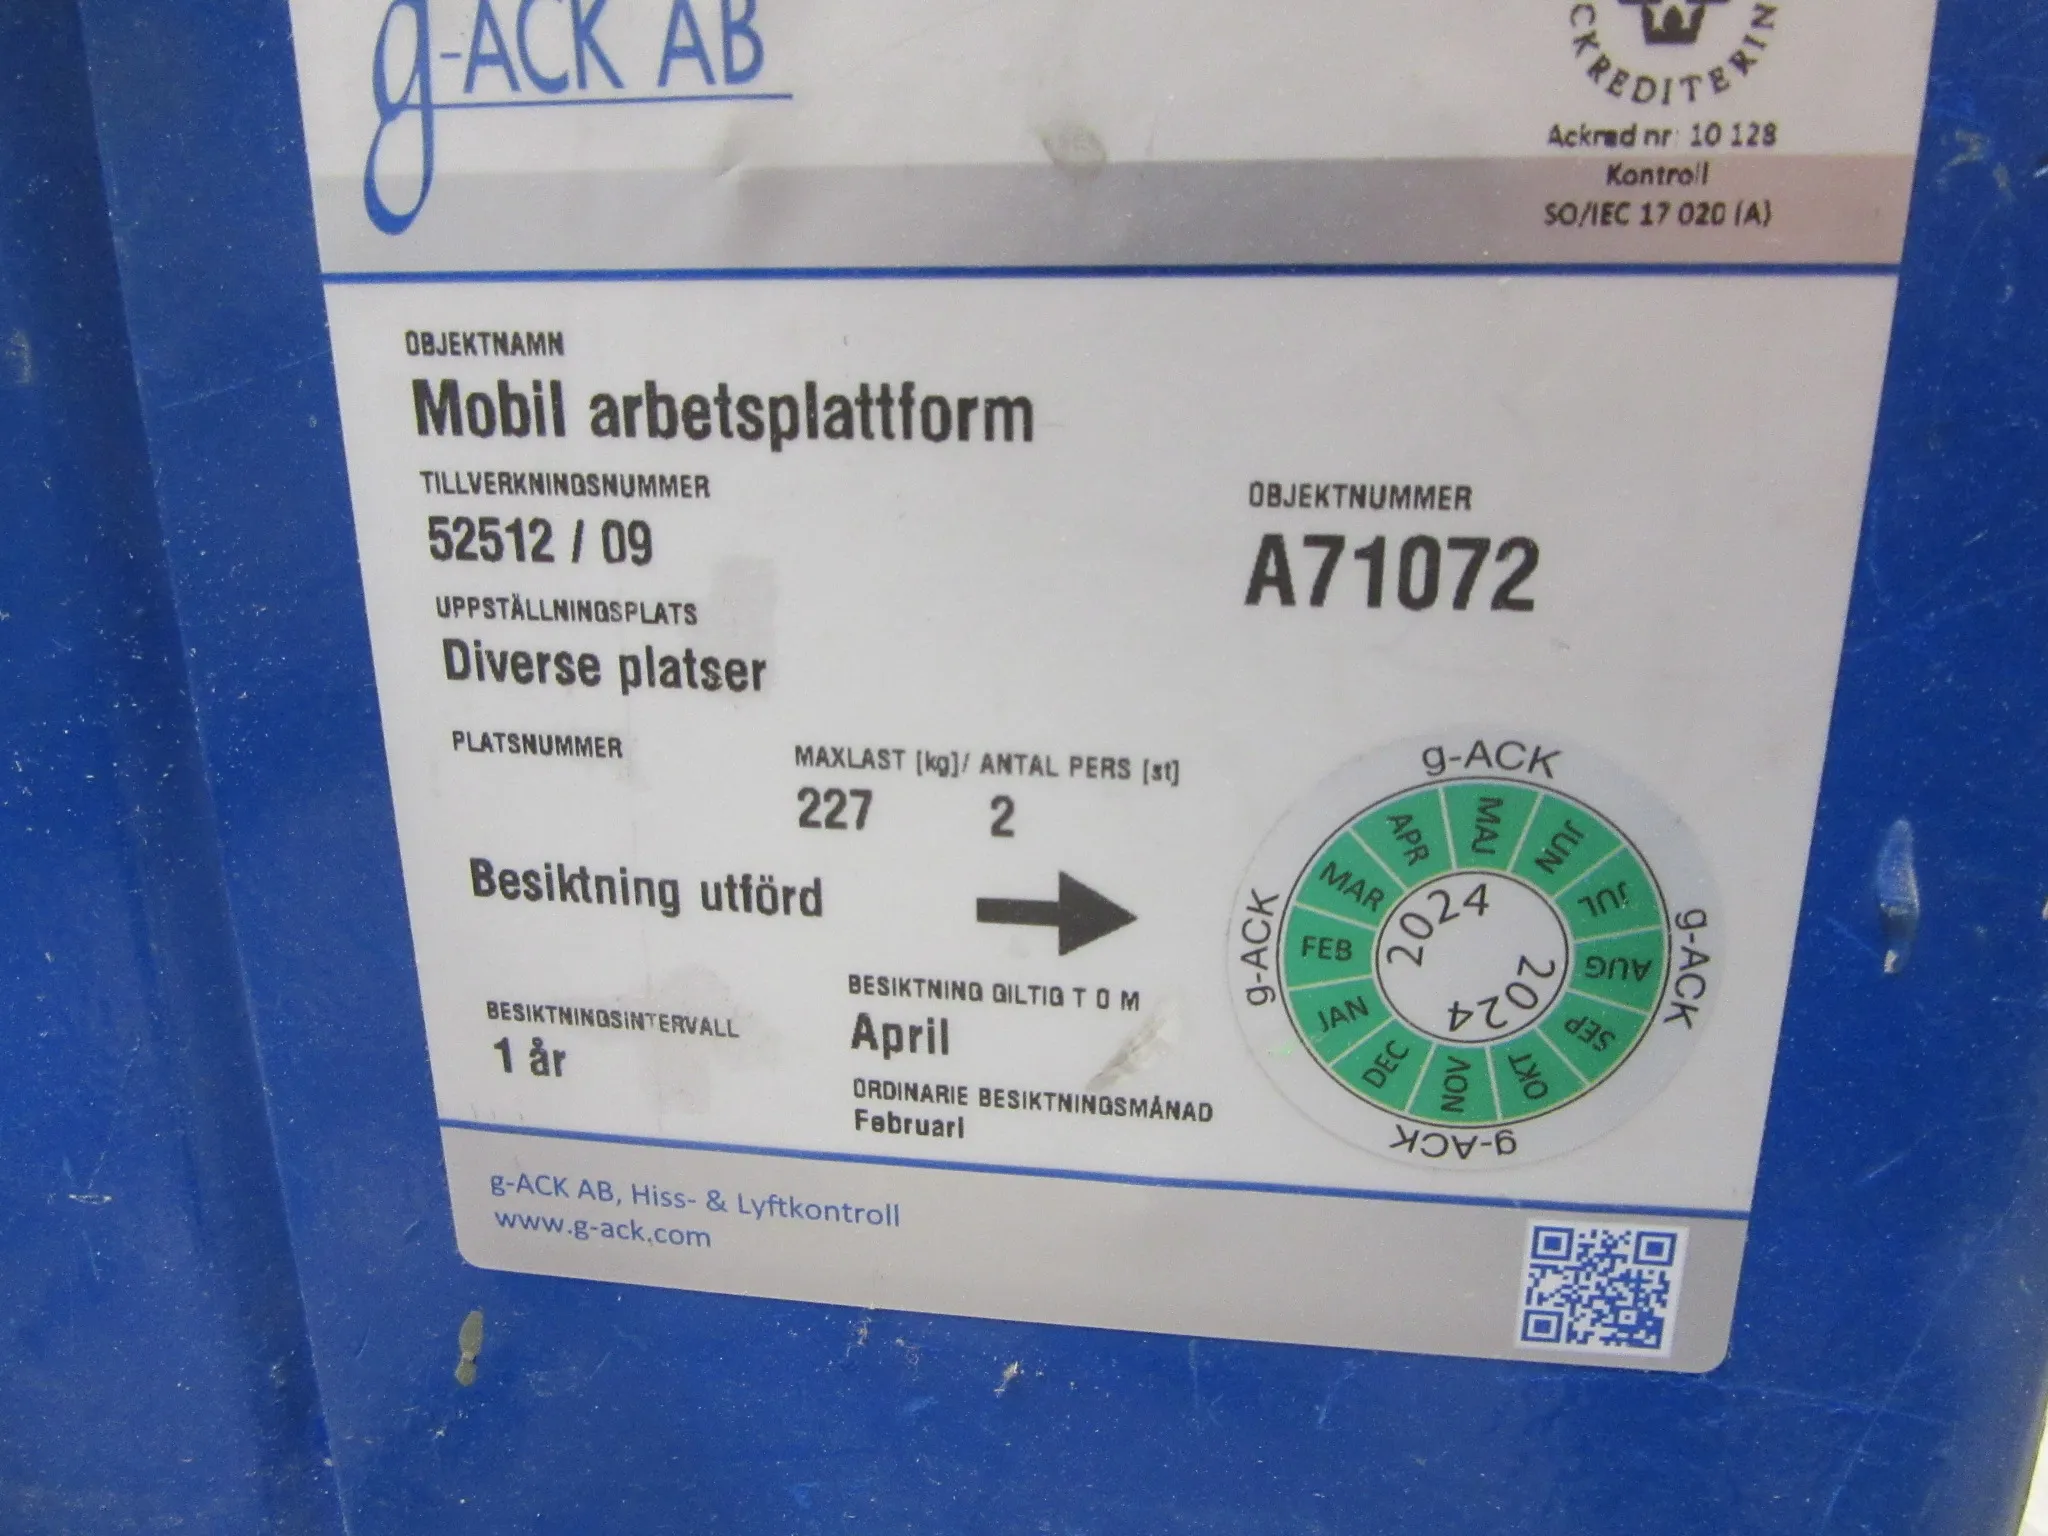 g-ACK AB
CKREDITERIN
Ackred nr: 10 128
Kontroll
SO/IEC 17 020 (A)
OBJEKTNAMN
Mobil arbetsplattform
TILLVERKNINGSNUMMER
52512 / 09
OBJEKTNUMMER
A71072
UPPSTÄLLNINGSPLATS
Diverse platser
PLATSNUMMER
MAXLAST [kg]/ ANTAL PERS [st]
227 2
Besiktning utförd
BESIKTNINGSINTERVALL
1 år
BESIKTNING GILTIG T O M
April
ORDINARIE BESIKTNINGSMÅNAD
Februari
g-ACK
g-ACK
g-ACK
g-ACK
JAN
FEB
MAR
APR
MAJ
JUN
JUL
AUG
SEP
OKT
NOV
DEC
2024
2024
g-ACK AB, Hiss- & Lyftkontroll
www.g-ack.com